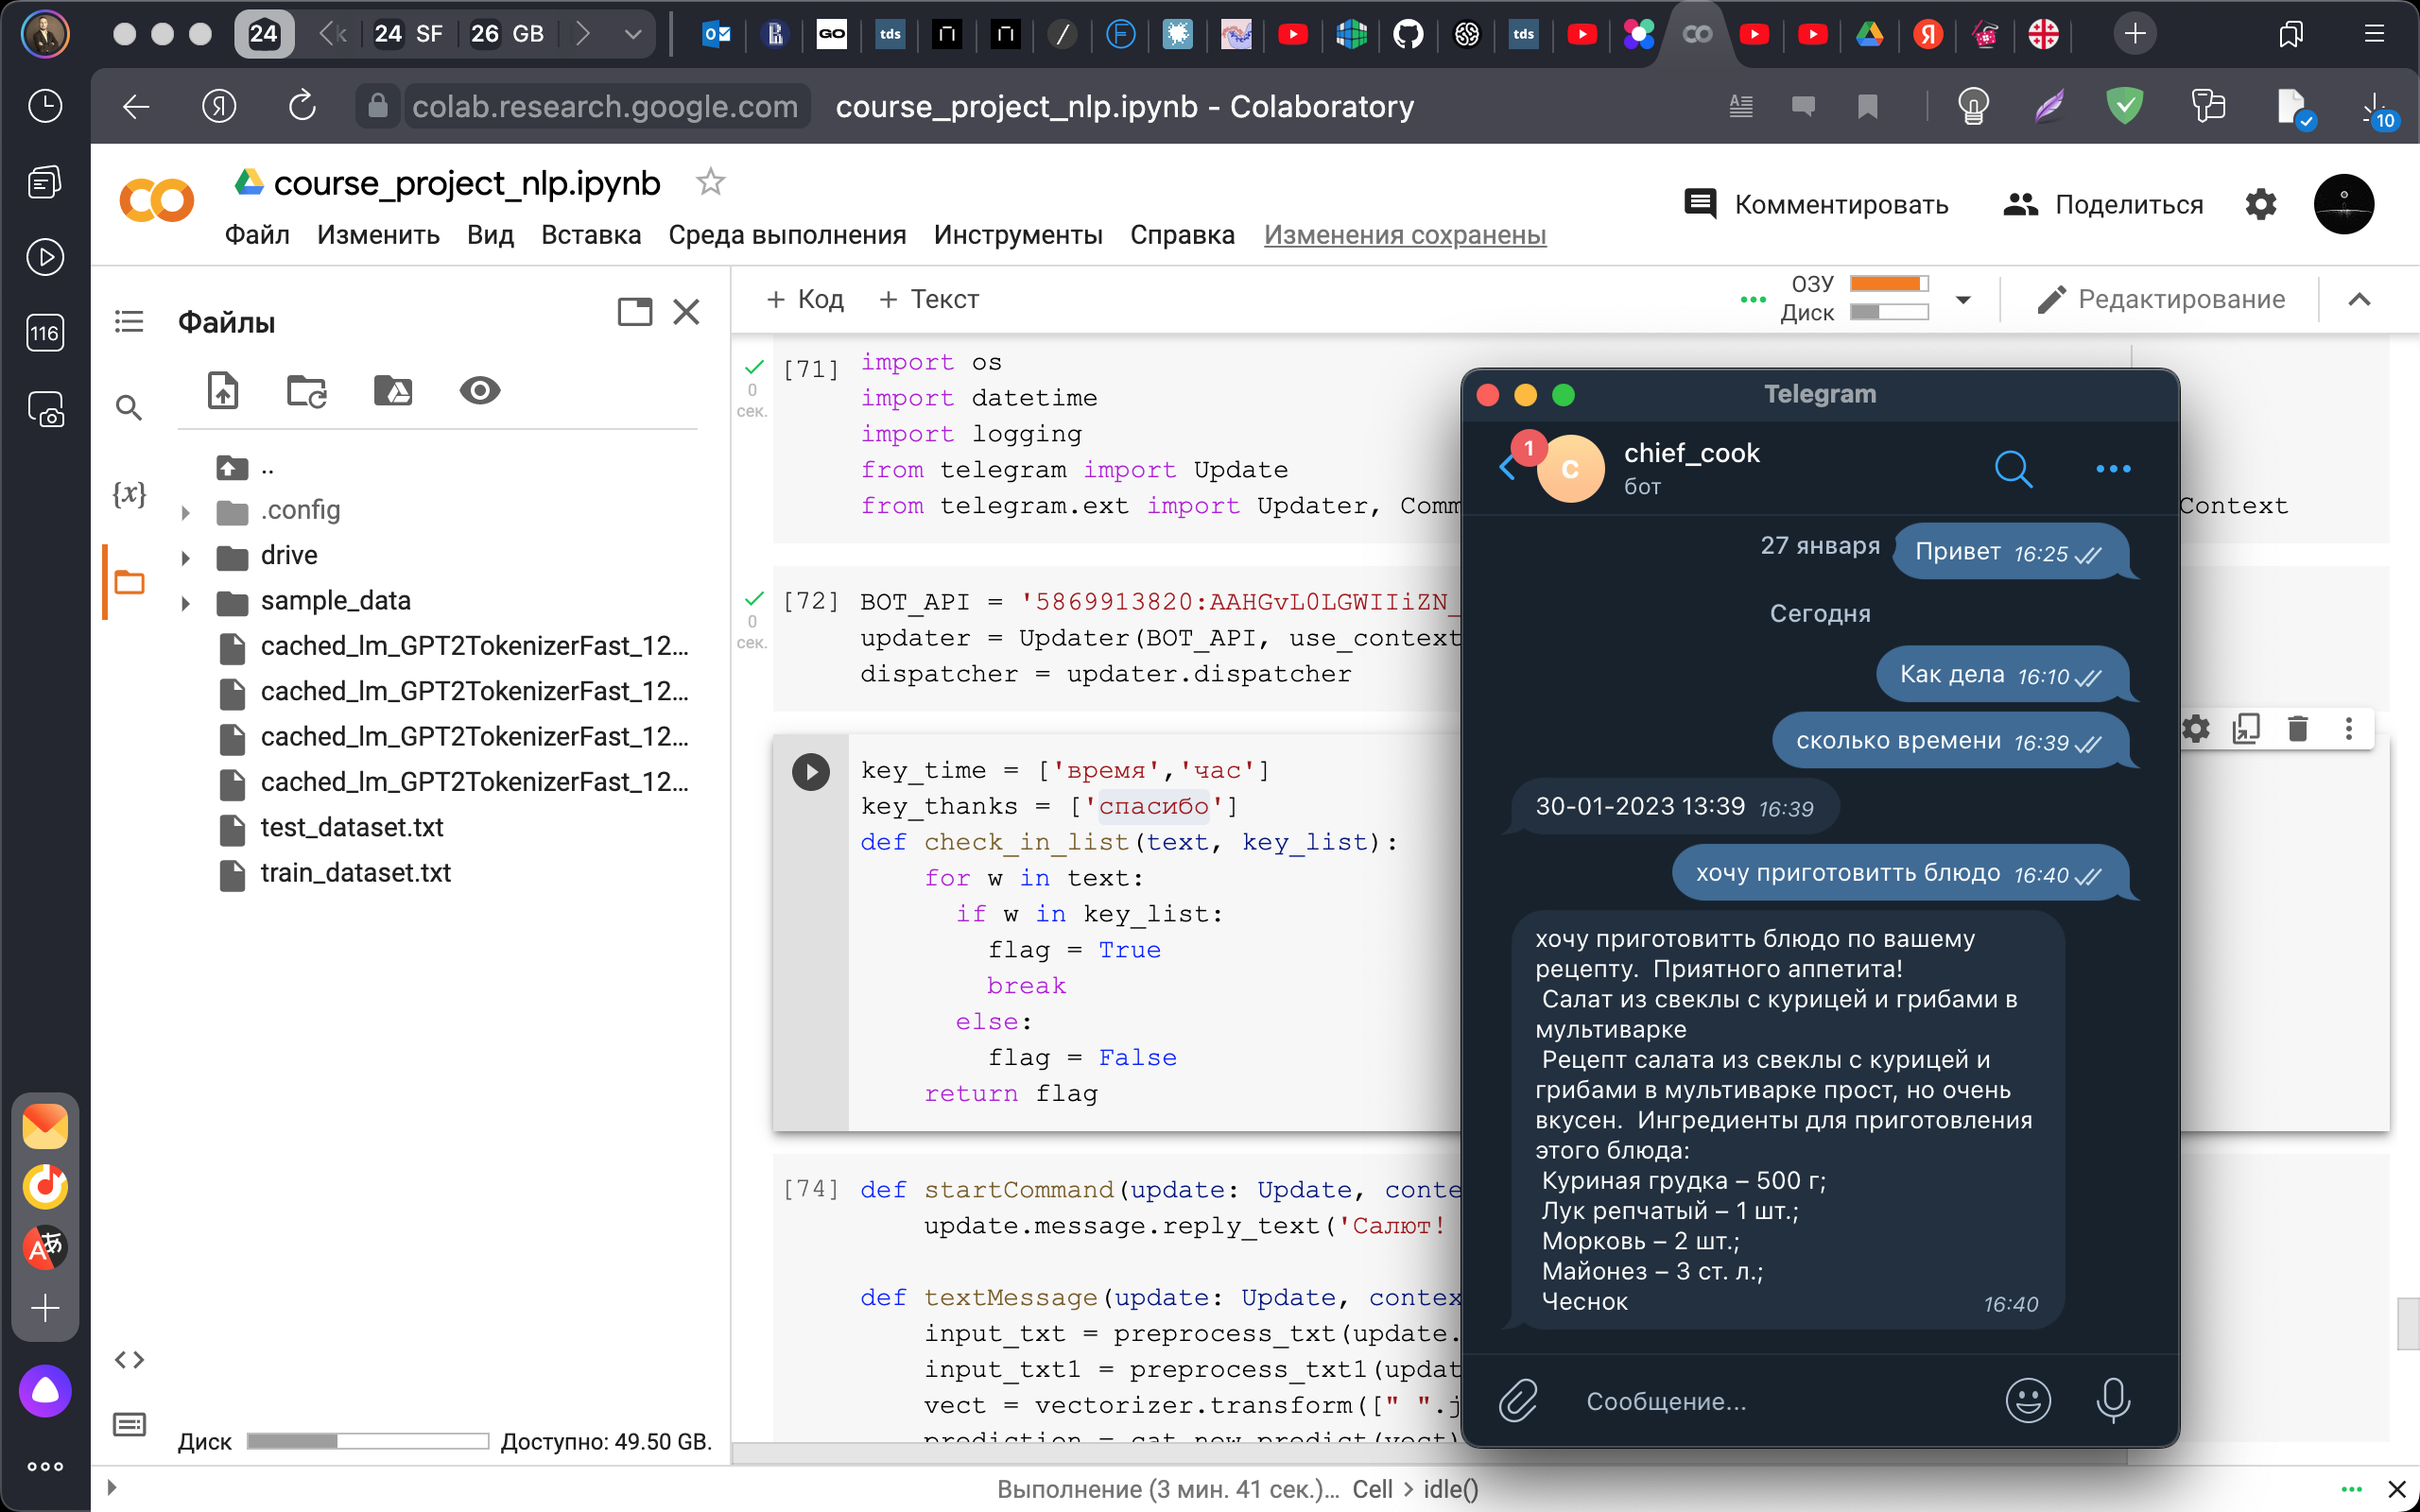 24
k
24 SF
26 GB
GO
tds
tds
colab.research.google.com
course_project_nlp.ipynb - Colaboratory
10
116
course_project_nlp.ipynb
Файл Изменить Вид Вставка Среда выполнения Инструменты Справка Изменения сохранены
Комментировать
Поделиться
Файлы
+ Код + Текст
ОЗУ
Диск
Редактирование
..
.config
drive
sample_data
cached_lm_GPT2TokenizerFast_12...
cached_lm_GPT2TokenizerFast_12...
cached_lm_GPT2TokenizerFast_12...
cached_lm_GPT2TokenizerFast_12...
test_dataset.txt
train_dataset.txt
Диск
Доступно: 49.50 GB.
[71]
0
сек.
import os
import datetime
import logging
from telegram import Update
from telegram.ext import Updater, Comm
Context
[72]
0
сек.
BOT_API = '5869913820:AAHGvL0LGWIIiZN_
updater = Updater(BOT_API, use_context
dispatcher = updater.dispatcher
key_time = ['время','час']
key_thanks = ['спасибо']
def check_in_list(text, key_list):
for w in text:
if w in key_list:
flag = True
break
else:
flag = False
return flag
[74]
def startCommand(update: Update, conte
update.message.reply_text('Салют!
def textMessage(update: Update, contex
input_txt = preprocess_txt(update.
input_txt1 = preprocess_txt1(updat
vect = vectorizer.transform([" ".j
prediction = cat_new.predict(vect)
Telegram
1
C
chief_cook
бот
27 января
Привет 16:25
Сегодня
Как дела 16:10
сколько времени 16:39
30-01-2023 13:39 16:39
хочу приготовитть блюдо 16:40
хочу приготовитть блюдо по вашему
рецепту. Приятного аппетита!
Салат из свеклы с курицей и грибами в
мультиварке
Рецепт салата из свеклы с курицей и
грибами в мультиварке прост, но очень
вкусен. Ингредиенты для приготовления
этого блюда:
Куриная грудка – 500 г;
Лук репчатый – 1 шт.;
Морковь – 2 шт.;
Майонез – 3 ст. л.;
Чеснок
16:40
Сообщение...
Выполнение (3 мин. 41 сек.)... Cell > idle()